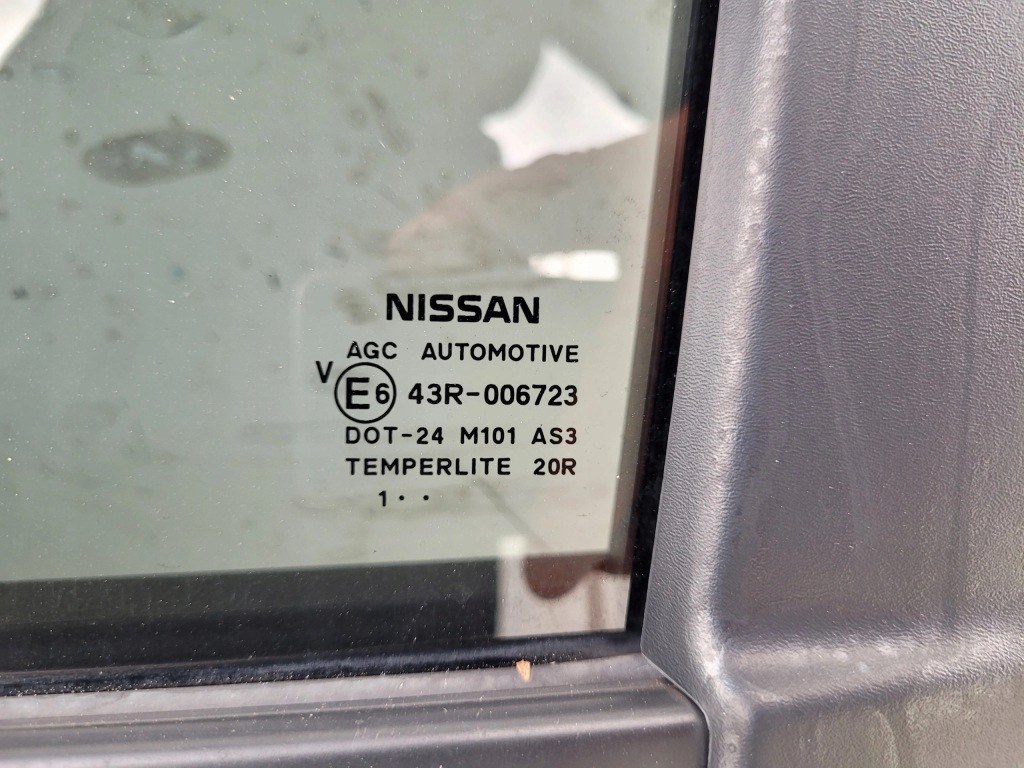 NISSAN
AGC AUTOMOTIVE
V E6 43R-006723
DOT-24 M101 AS3
TEMPERLITE 20R
1··